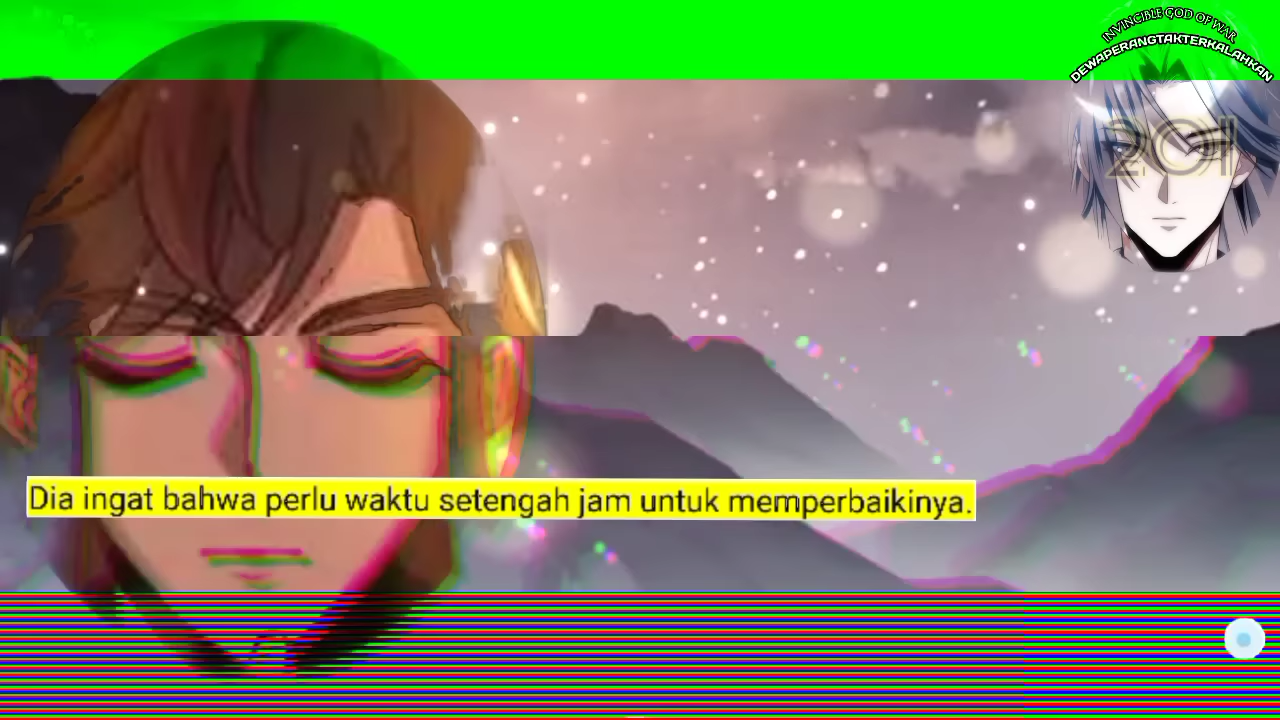 INVINCIBLE GOD OF WAR
DEWAPERANGTAKTERKALAHKAN
201
Dia ingat bahwa perlu waktu setengah jam untuk memperbaikinya.